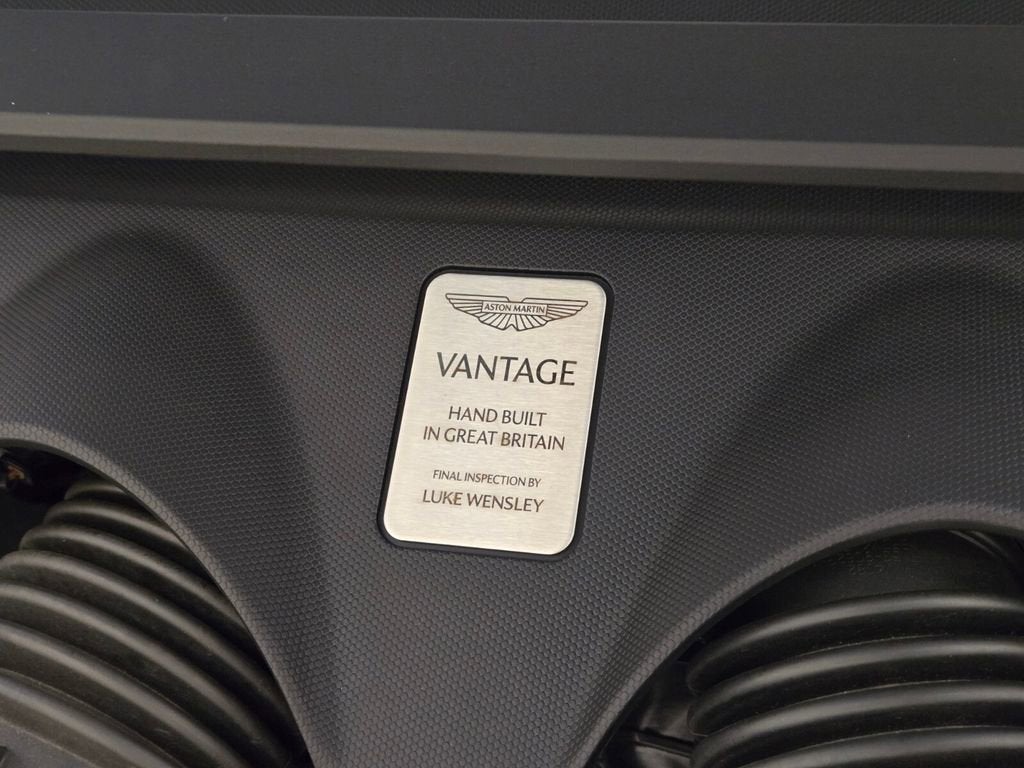 ASTON MARTIN
VANTAGE
HAND BUILT
IN GREAT BRITAIN
FINAL INSPECTION BY
LUKE WENSLEY